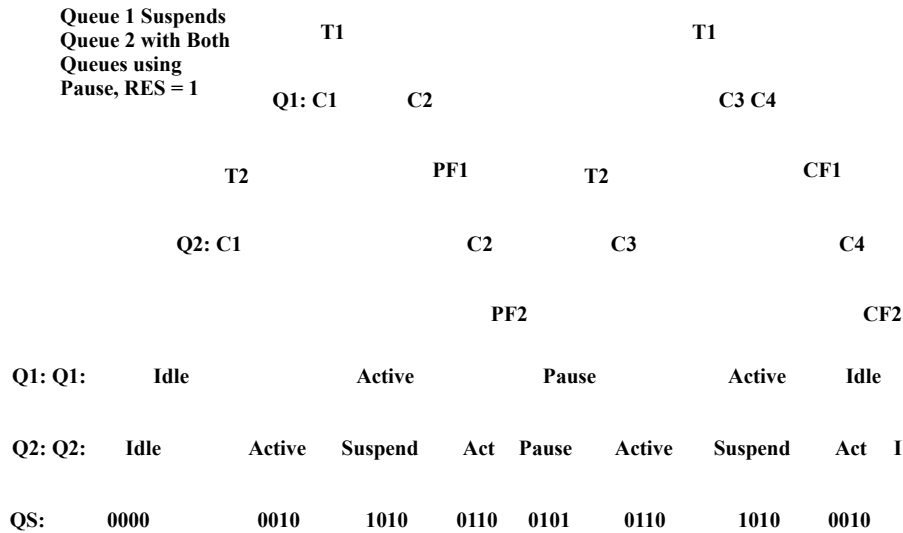 Queue 1 Suspends
Queue 2 with Both
Queues using
Pause, RES = 1
T1 T1
Q1: C1 C2 C3 C4
T2 PF1 T2 CF1
Q2: C1 C2 C3 C4
PF2 CF2
Q1: Q1: Idle Active Pause Active Idle
Q2: Q2: Idle Active Suspend Act Pause Active Suspend Act I
QS: 0000 0010 1010 0110 0101 0110 1010 0010